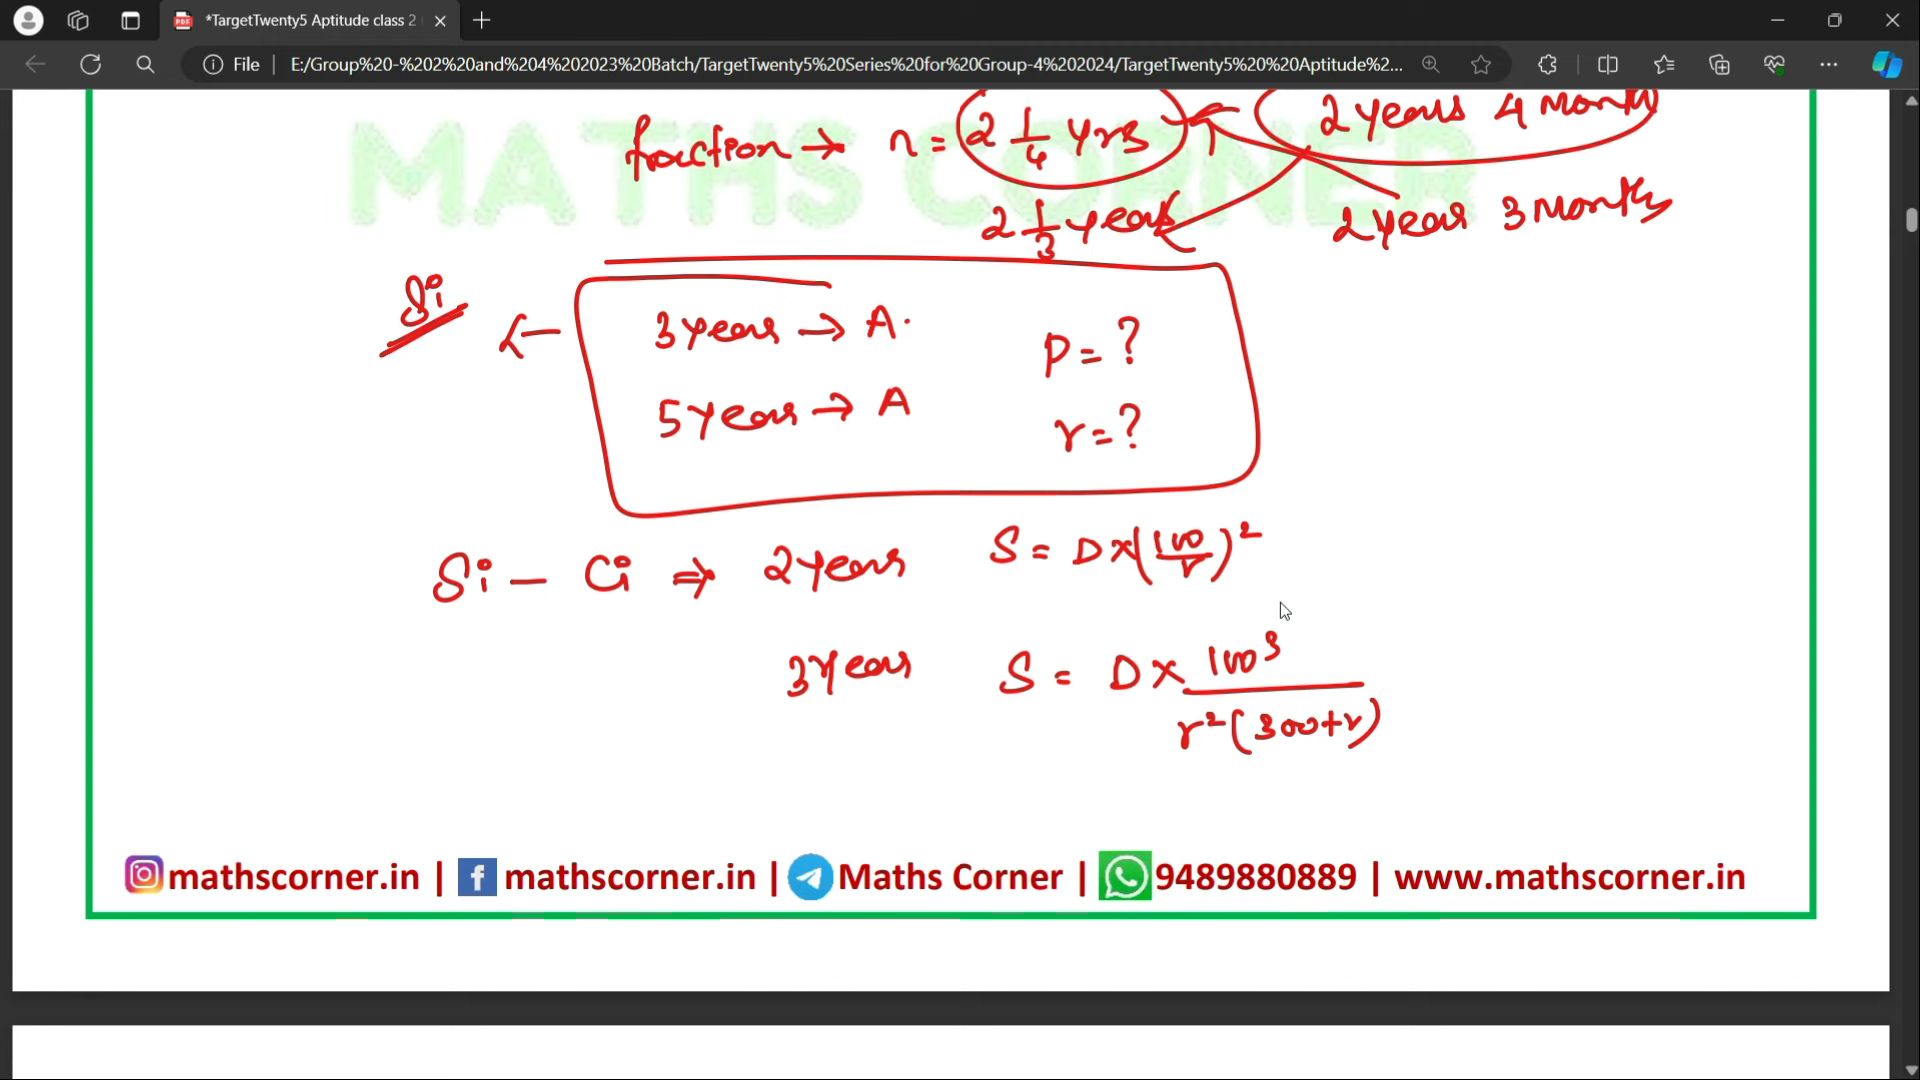 *TargetTwenty5 Aptitude class 2
File
E:/Group%20-%202%20and%204%202023%20Batch/TargetTwenty5%20Series%20for%20Group-4%202024/TargetTwenty5%20%20Aptitude%2...
MATHS CORNER
fraction → n = 2 1/4 yrs
2 years 4 month
2 1/3 years
2 year 3 months
Si
3 years → A.
P = ?
5 years → A
r = ?
Si - Ci ⇒ 2 years S = D × (100/r)²
3 years S = D × 100³/r²(300+r)
mathscorner.in | mathscorner.in | Maths Corner | 9489880889 | www.mathscorner.in